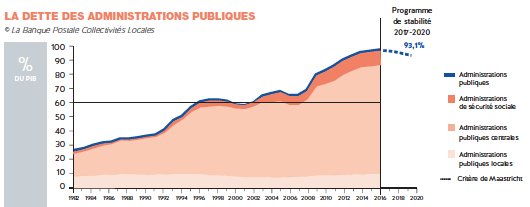 LA DETTE DES ADMINISTRATIONS PUBLIQUES
© La Banque Postale Collectivités Locales
Programme
de stabilité
2017-2020
93,1%
%
DU PIB
100
90
80
70
60
50
40
30
20
10
0
1982 1984 1986 1988 1990 1992 1994 1996 1998 2000 2002 2004 2006 2008 2010 2012 2014 2016 2018 2020
Administrations
publiques
Administrations
de sécurité sociale
Administrations
publiques centrales
Administrations
publiques locales
Critère de Maastricht